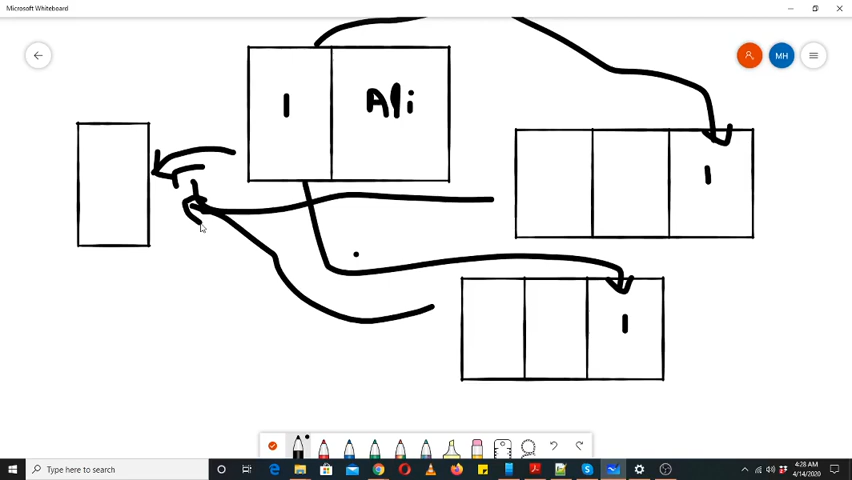 Microsoft Whiteboard
MH
1 Ali
1
1
Type here to search
4:28 AM
4/14/2020